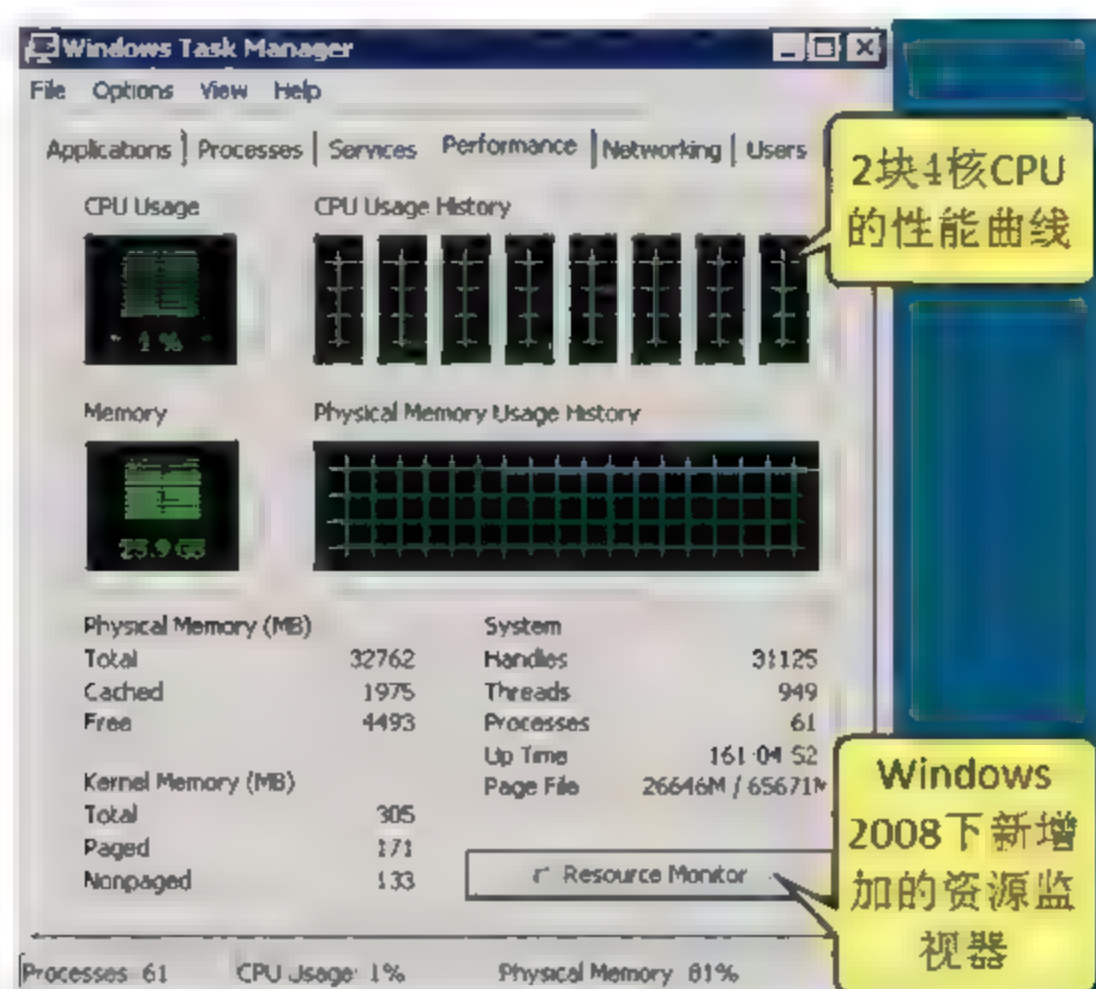 Windows Task Manager
File Options View Help
Applications Processes Services Performance Networking Users
2块4核CPU
的性能曲线
CPU Usage CPU Usage History
1 %
Memory Physical Memory Usage History
25.9 GB
Physical Memory (MB) System
Total 32762 Handles 31125
Cached 1975 Threads 949
Free 4493 Processes 61
Up Time 161:04:52
Kernel Memory (MB) Page File 26646M / 65671M
Total 305
Paged 171
Nonpaged 133
Resource Monitor
Windows
2008下新增
加的资源监
视器
Processes: 61 CPU Usage: 1% Physical Memory: 81%